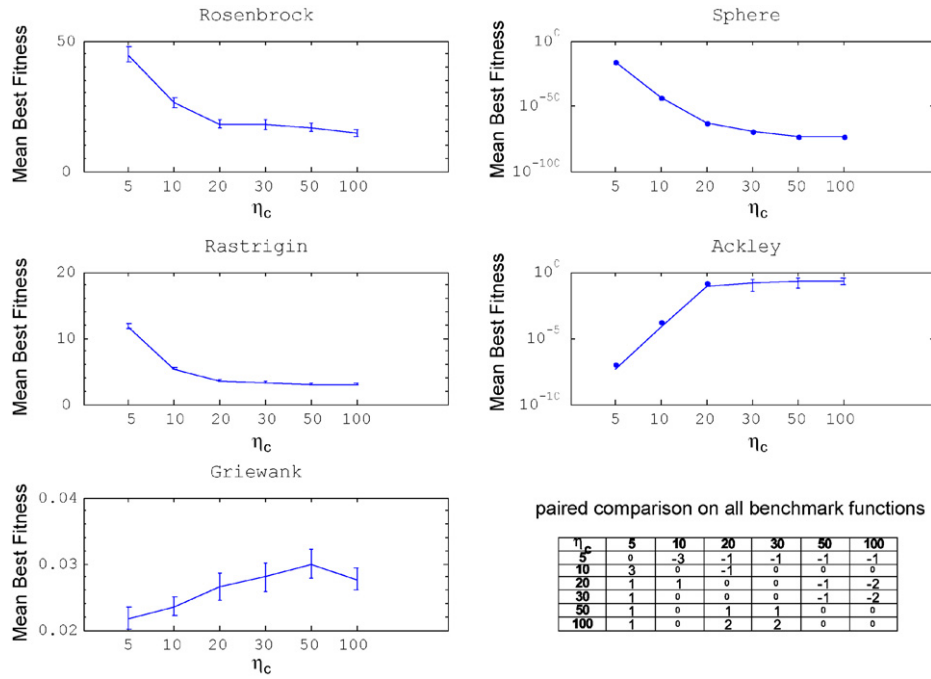 Rosenbrock
Mean Best Fitness
50
0
5 10 20 30 50 100
ηc
Sphere
Mean Best Fitness
10^0
10^-50
10^-100
5 10 20 30 50 100
ηc
Rastrigin
Mean Best Fitness
20
10
0
5 10 20 30 50 100
ηc
Ackley
Mean Best Fitness
10^0
10^-5
10^-10
5 10 20 30 50 100
ηc
Griewank
Mean Best Fitness
0.04
0.03
0.02
5 10 20 30 50 100
ηc
paired comparison on all benchmark functions
ηc 5 10 20 30 50 100
5 0 -3 -1 -1 -1 -1
10 3 0 -1 0 0 0
20 1 1 0 0 -1 -2
30 1 0 0 0 -1 -2
50 1 0 1 1 0 0
100 1 0 2 2 0 0